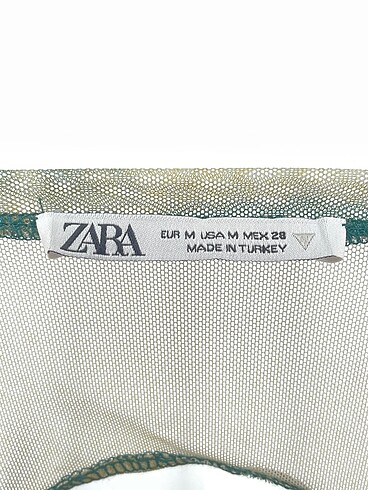 ZARA
EUR M USA M MEX 28
MADE IN TURKEY